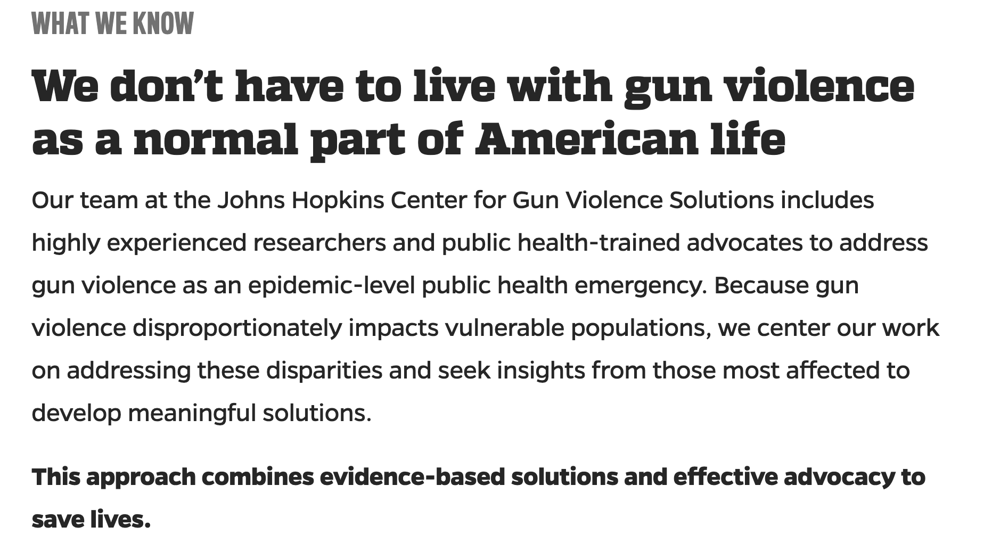 WHAT WE KNOW
We don’t have to live with gun violence
as a normal part of American life
Our team at the Johns Hopkins Center for Gun Violence Solutions includes
highly experienced researchers and public health-trained advocates to address
gun violence as an epidemic-level public health emergency. Because gun
violence disproportionately impacts vulnerable populations, we center our work
on addressing these disparities and seek insights from those most affected to
develop meaningful solutions.
This approach combines evidence-based solutions and effective advocacy to
save lives.